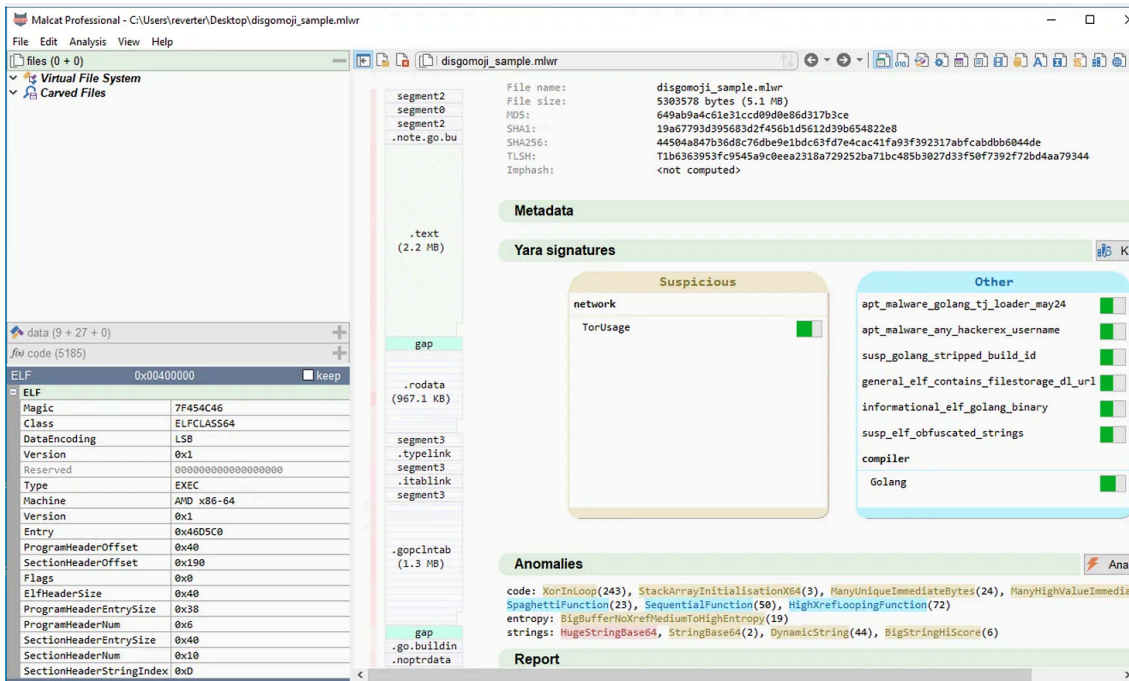 Malcat Professional - C:\Users\reverter\Desktop\disgomoji_sample.mlwr
File Edit Analysis View Help
files (0 + 0)
Virtual File System
Carved Files
data (9 + 27 + 0)
f(x) code (5185)
ELF 0x00400000 keep
ELF
Magic 7F454C46
Class ELFCLASS64
DataEncoding LSB
Version 0x1
Reserved 000000000000000000
Type EXEC
Machine AMD x86-64
Version 0x1
Entry 0x46D5C0
ProgramHeaderOffset 0x40
SectionHeaderOffset 0x190
Flags 0x0
ElfHeaderSize 0x40
ProgramHeaderEntrySize 0x38
ProgramHeaderNum 0x6
SectionHeaderEntrySize 0x40
SectionHeaderNum 0x10
SectionHeaderStringIndex 0xD
disgomoji_sample.mlwr
segment2
segment0
segment2
.note.go.bu
.text
(2.2 MB)
gap
.rodata
(967.1 KB)
segment3
.typelink
segment3
.itablink
segment3
.gopclntab
(1.3 MB)
gap
.go.buildin
.noptrdata
File name: disgomoji_sample.mlwr
File size: 5303578 bytes (5.1 MB)
MD5: 649ab9a4c61e31ccd09d0e86d317b3ce
SHA1: 19a67793d395683d2f456b1d5612d39b654822e8
SHA256: 44504a847b36d8c76dbe9e1bdc63fd7e4cac41fa93f392317abfcabdbb6044de
TLSH: T1b6363953fc9545a9c0eea2318a729252ba71bc485b3027d33f50f7392f72bd4aa79344
Imphash: <not computed>
Metadata
Yara signatures
K
Suspicious
network
TorUsage
Other
apt_malware_golang_tj_loader_may24
apt_malware_any_hackerex_username
susp_golang_stripped_build_id
general_elf_contains_filestorage_dl_url
informational_elf_golang_binary
susp_elf_obfuscated_strings
compiler
Golang
Anomalies
Ana
code: XorInLoop(243), StackArrayInitialisationX64(3), ManyUniqueImmediateBytes(24), ManyHighValueImmedia
SpaghettiFunction(23), SequentialFunction(50), HighXrefLoopingFunction(72)
entropy: BigBufferNoXrefMediumToHighEntropy(19)
strings: HugeStringBase64, StringBase64(2), DynamicString(44), BigStringHiScore(6)
Report